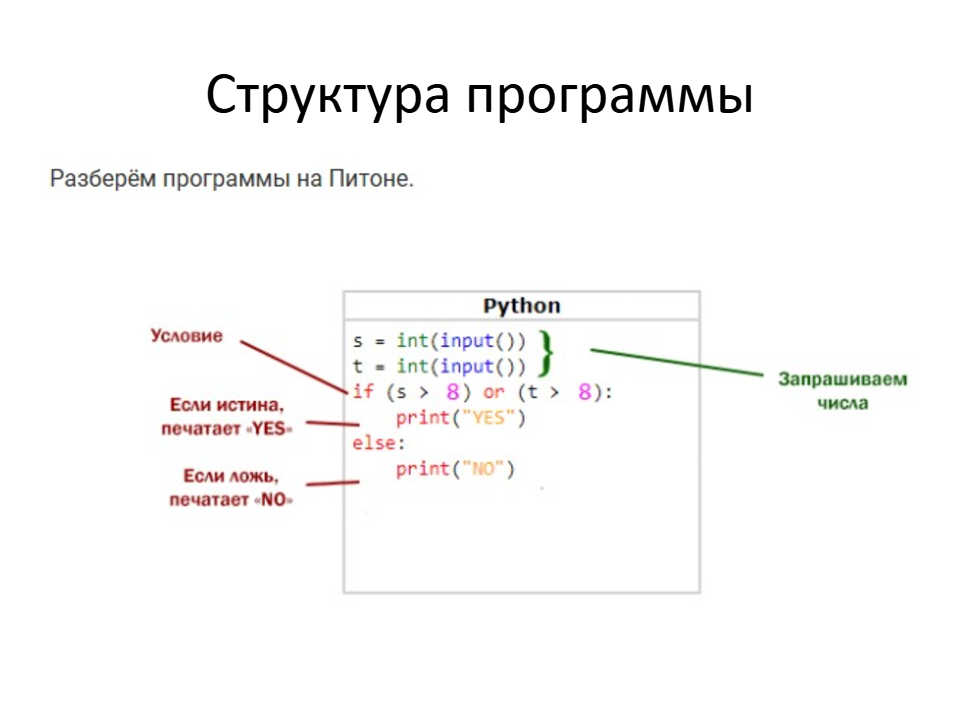 Структура программы
Разберём программы на Питоне.
Python
Условие
s = int(input())
t = int(input())
}
if (s > 8) or (t > 8):
print("YES")
else:
print("NO")
Если истина,
печатает «YES»
Если ложь,
печатает «NO»
Запрашиваем
числа